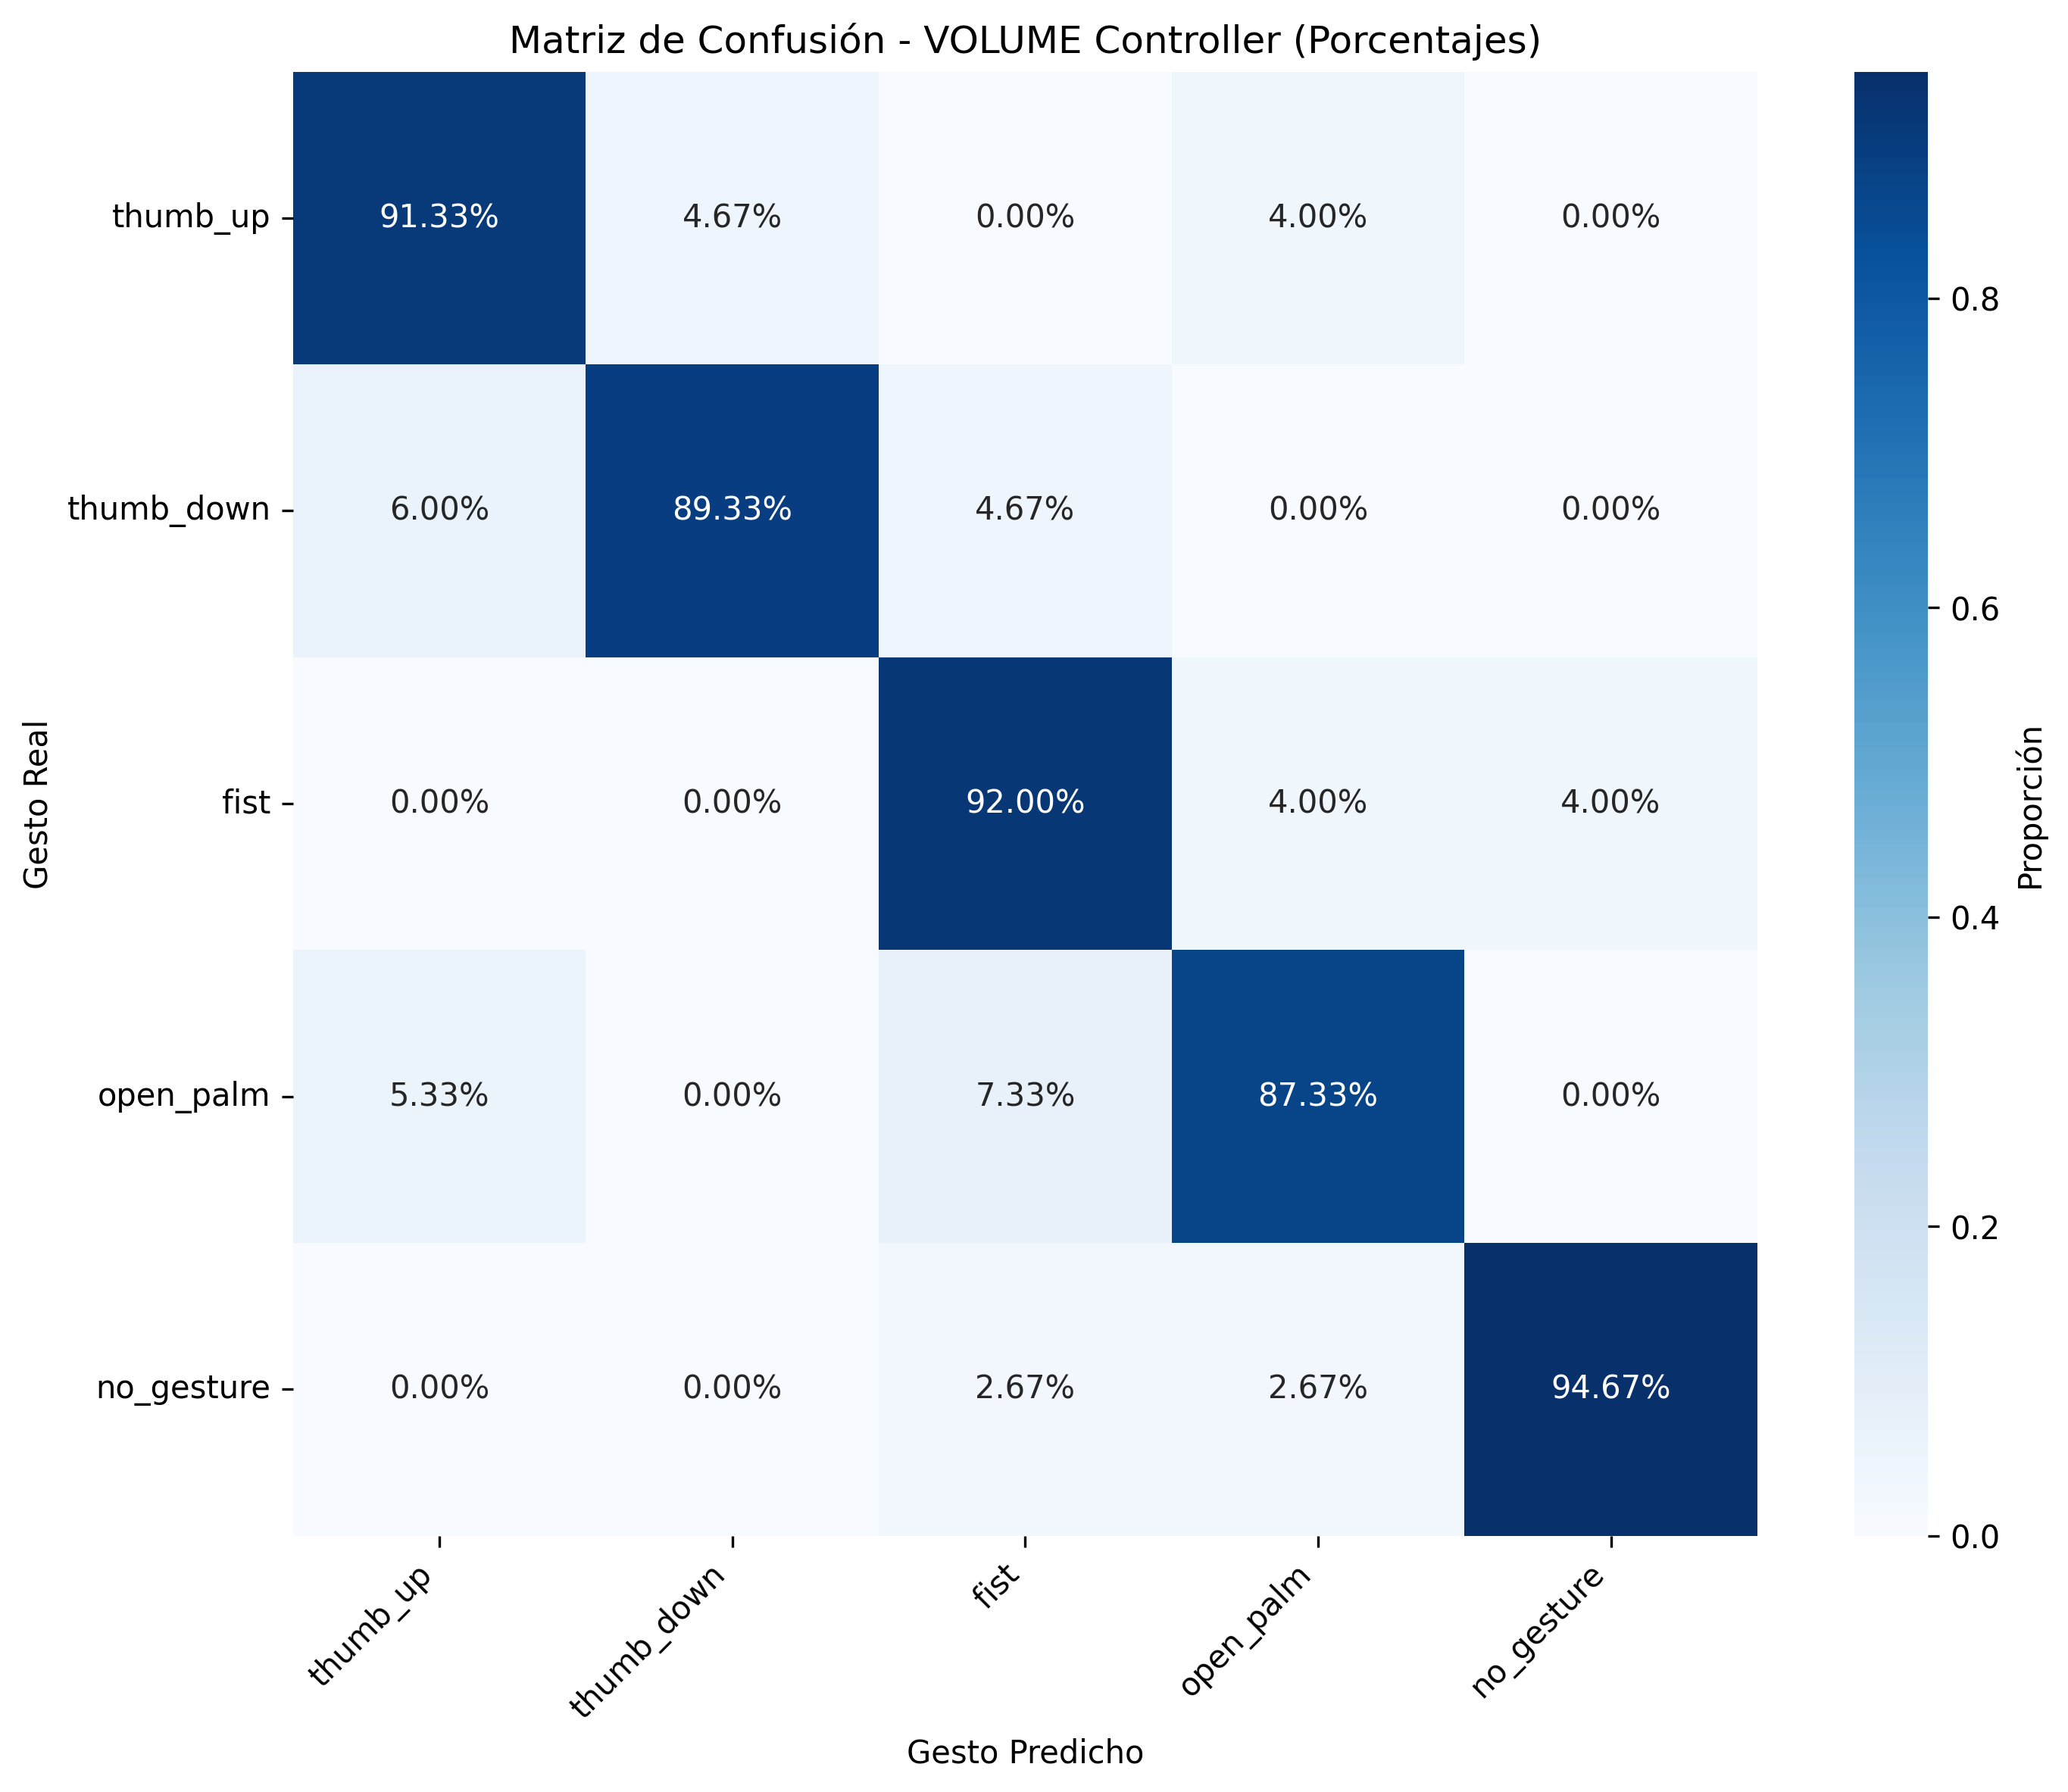 Matriz de Confusión - VOLUME Controller (Porcentajes)
thumb_up 91.33% 4.67% 0.00% 4.00% 0.00%
thumb_down 6.00% 89.33% 4.67% 0.00% 0.00%
fist 0.00% 0.00% 92.00% 4.00% 4.00%
open_palm 5.33% 0.00% 7.33% 87.33% 0.00%
no_gesture 0.00% 0.00% 2.67% 2.67% 94.67%
thumb_up thumb_down fist open_palm no_gesture
Gesto Predicho
Gesto Real
0.8
0.6
0.4
0.2
0.0
Proporción